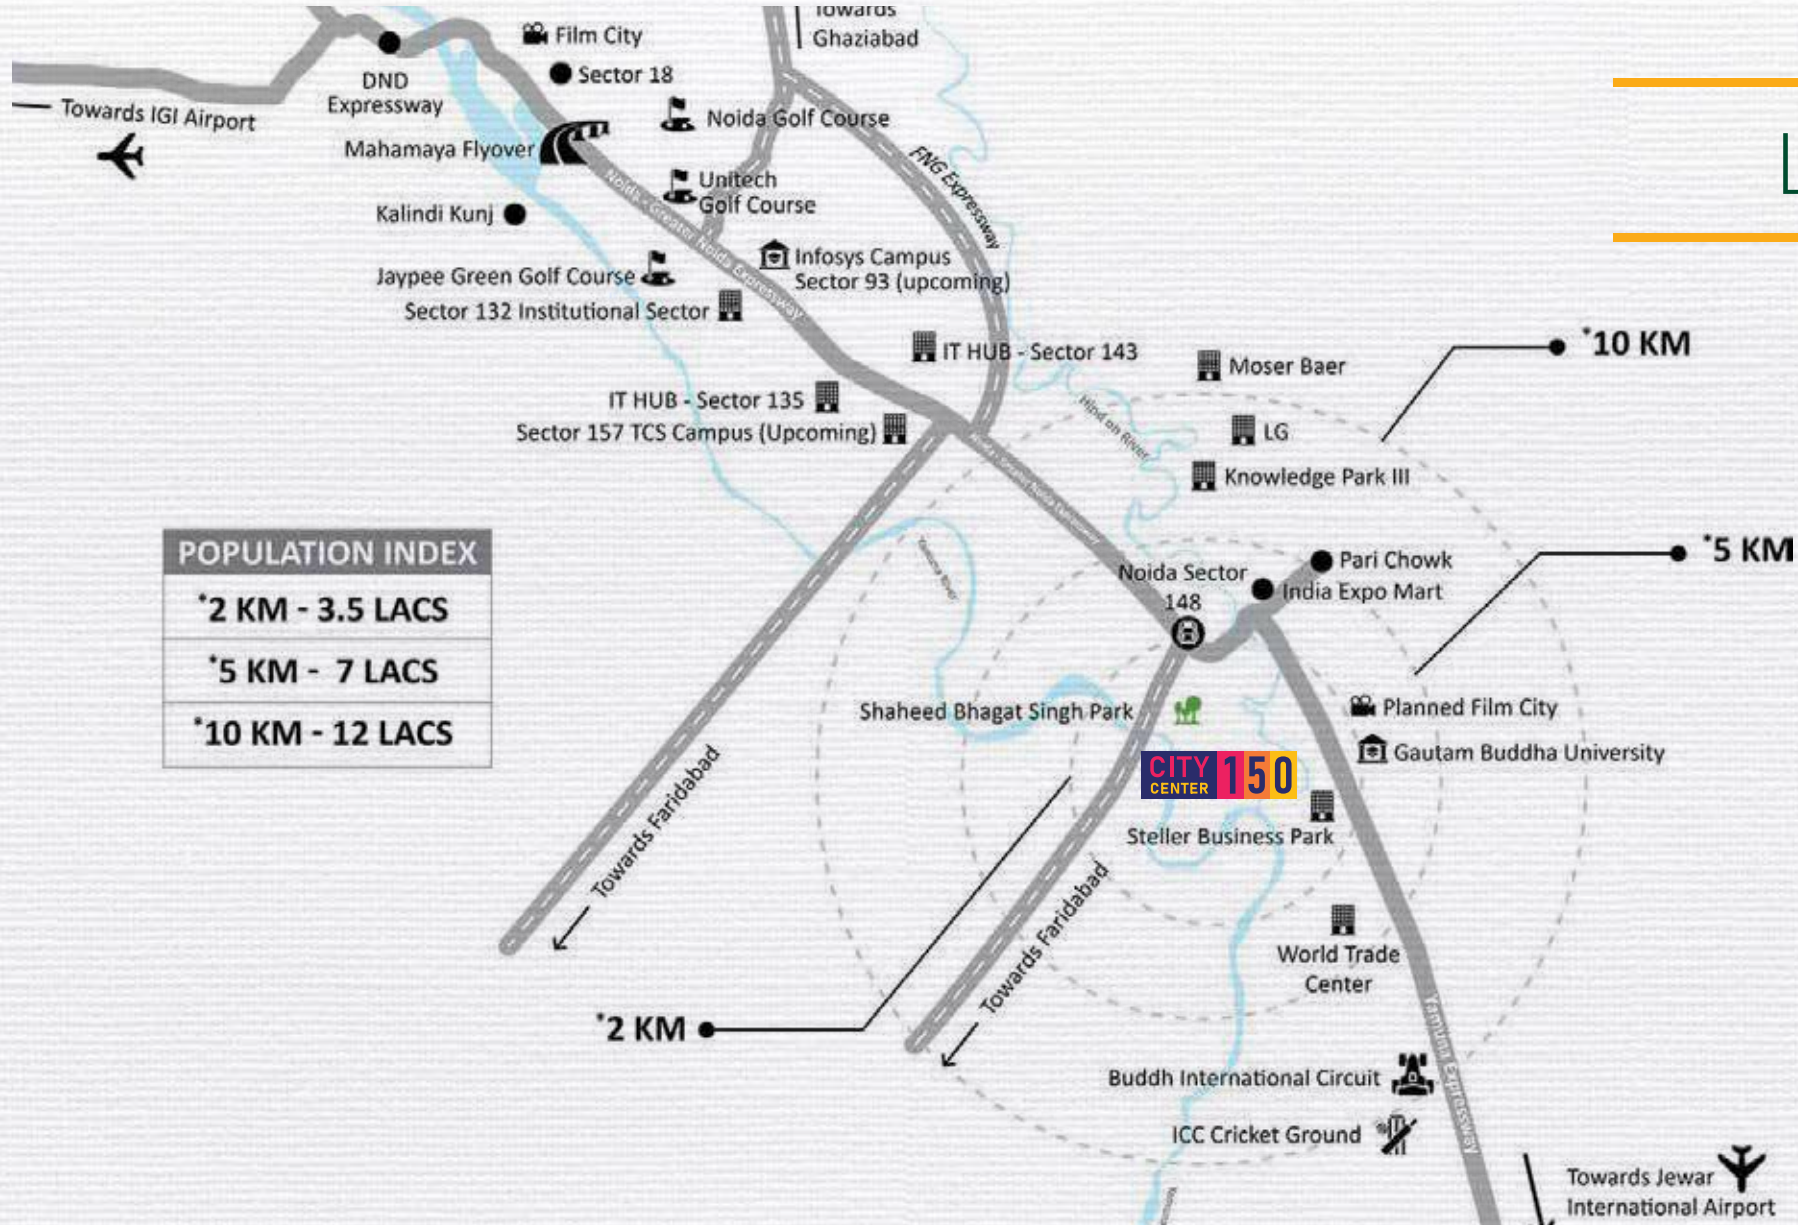 Towards
Ghaziabad
Film City
Sector 18
DND
Expressway
Towards IGI Airport
Noida Golf Course
Mahamaya Flyover
FNG Expressway
Unitech
Golf Course
Kalindi Kunj
Noida - Greater Noida Expressway
Infosys Campus
Sector 93 (upcoming)
Jaypee Green Golf Course
Sector 132 Institutional Sector
*10 KM
IT HUB - Sector 143
Moser Baer
IT HUB - Sector 135
Hindon River
LG
Sector 157 TCS Campus (Upcoming)
Knowledge Park III
Noida - Greater Noida Expressway
*5 KM
POPULATION INDEX
*2 KM - 3.5 LACS
*5 KM - 7 LACS
*10 KM - 12 LACS
Yamuna River
Pari Chowk
Noida Sector
148
India Expo Mart
Shaheed Bhagat Singh Park
Planned Film City
Gautam Buddha University
CITY
CENTER
150
Steller Business Park
Towards Faridabad
Towards Faridabad
World Trade
Center
*2 KM
Yamuna Expressway
Buddh International Circuit
ICC Cricket Ground
Towards Jewar
International Airport